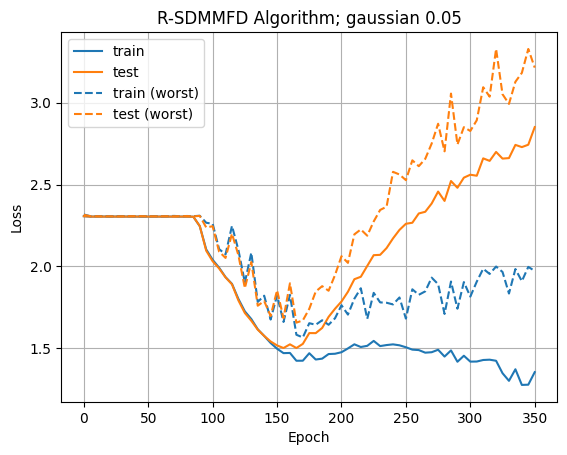 R-SDMMFD Algorithm; gaussian 0.05
train
test
train (worst)
test (worst)
3.0
2.5
2.0
1.5
Loss
0 50 100 150 200 250 300 350
Epoch